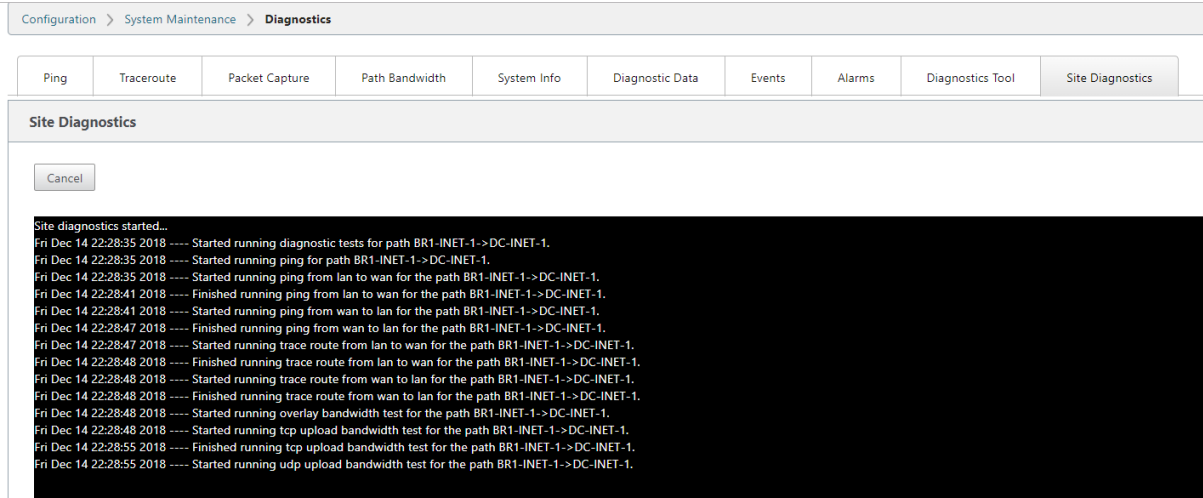 Configuration > System Maintenance > Diagnostics
Ping Traceroute Packet Capture Path Bandwidth System Info Diagnostic Data Events Alarms Diagnostics Tool Site Diagnostics
Site Diagnostics
Cancel
Site diagnostics started...
Fri Dec 14 22:28:35 2018 ---- Started running diagnostic tests for path BR1-INET-1->DC-INET-1.
Fri Dec 14 22:28:35 2018 ---- Started running ping for path BR1-INET-1->DC-INET-1.
Fri Dec 14 22:28:35 2018 ---- Started running ping from lan to wan for the path BR1-INET-1->DC-INET-1.
Fri Dec 14 22:28:41 2018 ---- Finished running ping from lan to wan for the path BR1-INET-1->DC-INET-1.
Fri Dec 14 22:28:41 2018 ---- Started running ping from wan to lan for the path BR1-INET-1->DC-INET-1.
Fri Dec 14 22:28:47 2018 ---- Finished running ping from wan to lan for the path BR1-INET-1->DC-INET-1.
Fri Dec 14 22:28:47 2018 ---- Started running trace route from lan to wan for the path BR1-INET-1->DC-INET-1.
Fri Dec 14 22:28:48 2018 ---- Finished running trace route from lan to wan for the path BR1-INET-1->DC-INET-1.
Fri Dec 14 22:28:48 2018 ---- Started running trace route from wan to lan for the path BR1-INET-1->DC-INET-1.
Fri Dec 14 22:28:48 2018 ---- Finished running trace route from wan to lan for the path BR1-INET-1->DC-INET-1.
Fri Dec 14 22:28:48 2018 ---- Started running overlay bandwidth test for the path BR1-INET-1->DC-INET-1.
Fri Dec 14 22:28:48 2018 ---- Started running tcp upload bandwidth test for the path BR1-INET-1->DC-INET-1.
Fri Dec 14 22:28:55 2018 ---- Finished running tcp upload bandwidth test for the path BR1-INET-1->DC-INET-1.
Fri Dec 14 22:28:55 2018 ---- Started running udp upload bandwidth test for the path BR1-INET-1->DC-INET-1.